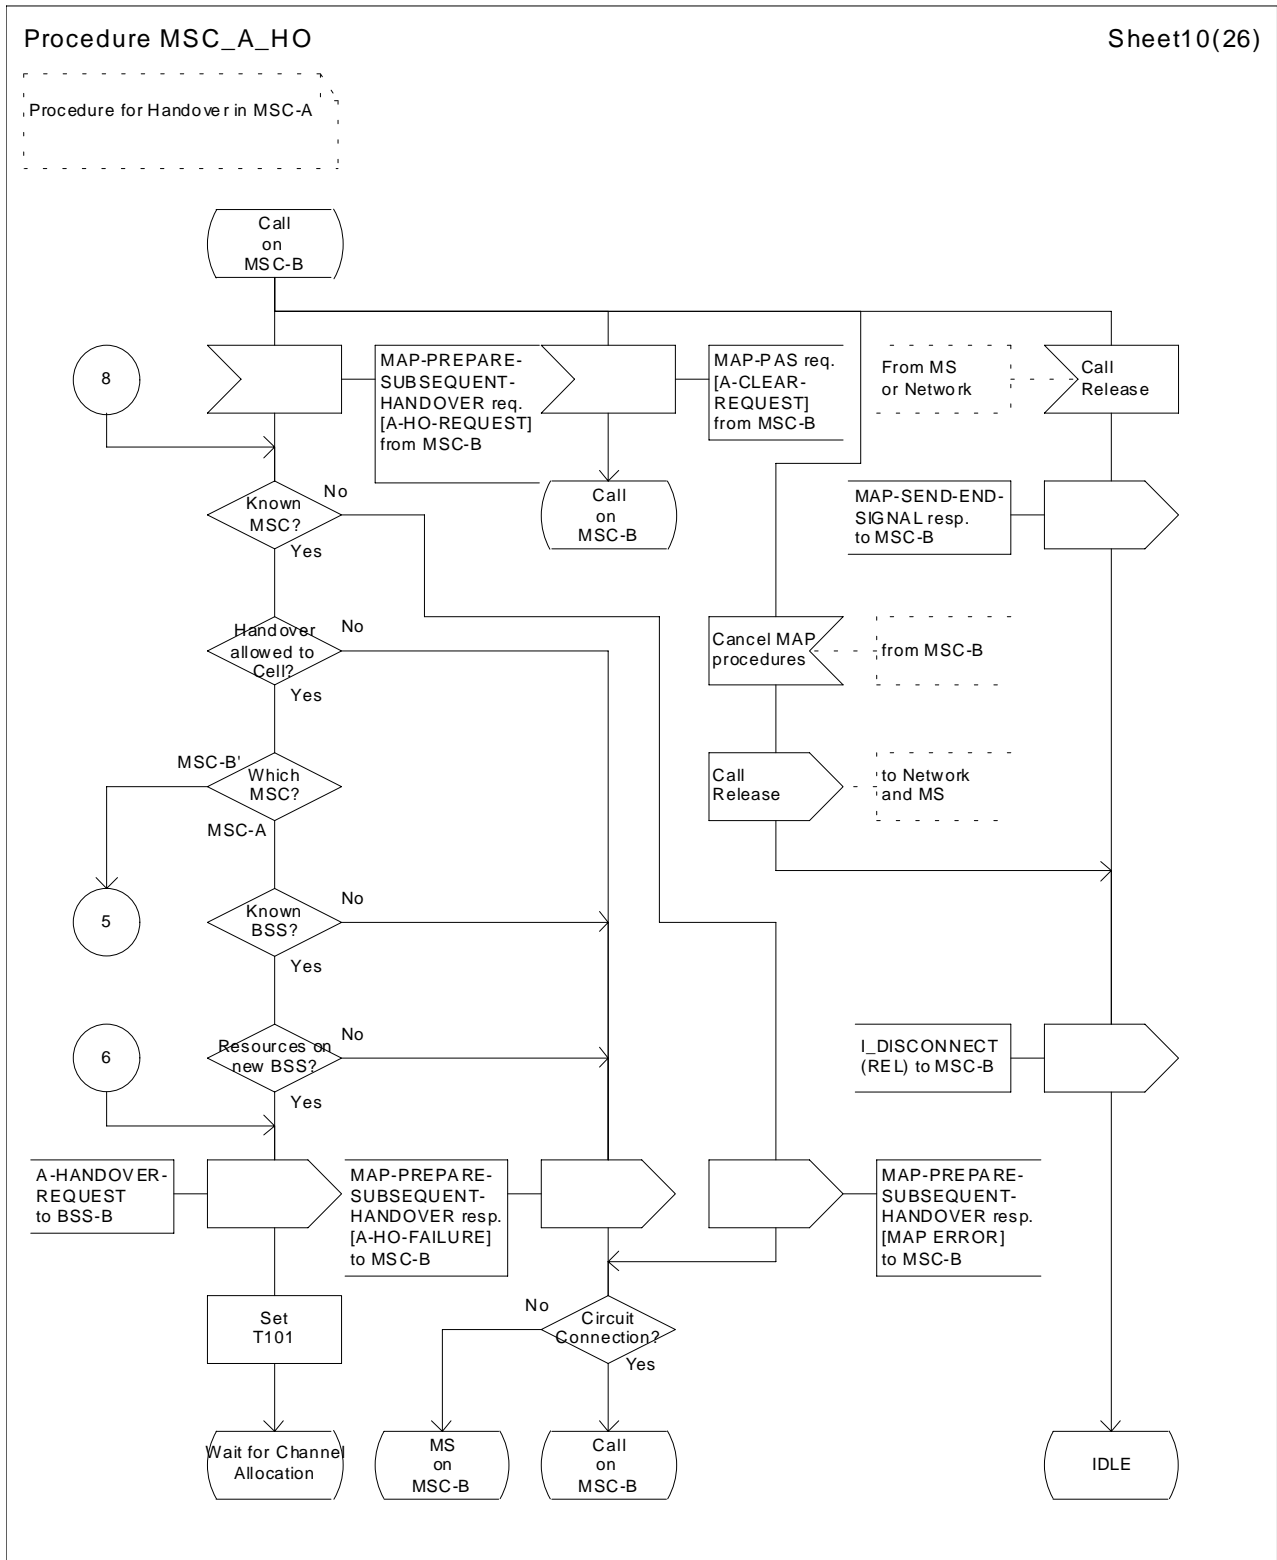 Procedure MSC_A_HO
Sheet10(26)
Procedure for Handover in MSC-A
Call
on
MSC-B
8
MAP-PREPARE-
SUBSEQUENT-
HANDOVER req.
[A-HO-REQUEST]
from MSC-B
MAP-PAS req.
[A-CLEAR-
REQUEST]
from MSC-B
From MS
or Network
Call
Release
Known
MSC?
No
Yes
Call
on
MSC-B
MAP-SEND-END-
SIGNAL resp.
to MSC-B
Handover
allowed to
Cell?
No
Yes
Cancel MAP
procedures
from MSC-B
MSC-B'
Which
MSC?
MSC-A
Call
Release
to Network
and MS
5
Known
BSS?
No
Yes
6
Resources on
new BSS?
No
Yes
I_DISCONNECT
(REL) to MSC-B
A-HANDOVER-
REQUEST
to BSS-B
MAP-PREPARE-
SUBSEQUENT-
HANDOVER resp.
[A-HO-FAILURE]
to MSC-B
MAP-PREPARE-
SUBSEQUENT-
HANDOVER resp.
[MAP ERROR]
to MSC-B
Set
T101
No
Circuit
Connection?
Yes
Wait for Channel
Allocation
MS
on
MSC-B
Call
on
MSC-B
IDLE